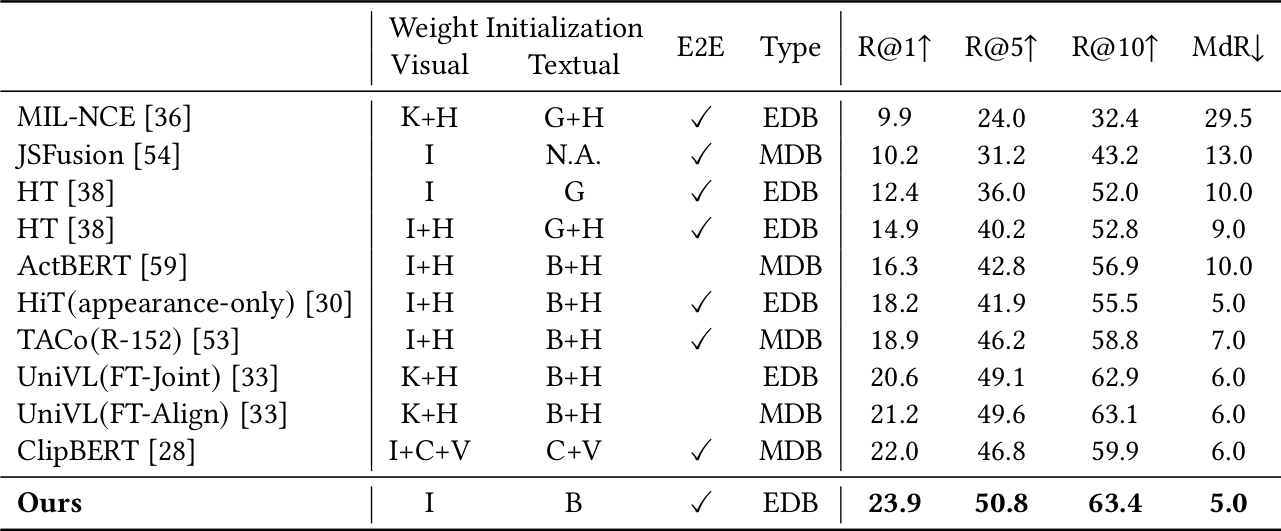 Weight Initialization E2E Type R@1↑ R@5↑ R@10↑ MdR↓
Visual Textual
MIL-NCE [36] K+H G+H ✓ EDB 9.9 24.0 32.4 29.5
JSFusion [54] I N.A. ✓ MDB 10.2 31.2 43.2 13.0
HT [38] I G ✓ EDB 12.4 36.0 52.0 10.0
HT [38] I+H G+H ✓ EDB 14.9 40.2 52.8 9.0
ActBERT [59] I+H B+H MDB 16.3 42.8 56.9 10.0
HiT(appearance-only) [30] I+H B+H ✓ EDB 18.2 41.9 55.5 5.0
TACo(R-152) [53] I+H B+H ✓ MDB 18.9 46.2 58.8 7.0
UniVL(FT-Joint) [33] K+H B+H EDB 20.6 49.1 62.9 6.0
UniVL(FT-Align) [33] K+H B+H MDB 21.2 49.6 63.1 6.0
ClipBERT [28] I+C+V C+V ✓ MDB 22.0 46.8 59.9 6.0
Ours I B ✓ EDB 23.9 50.8 63.4 5.0